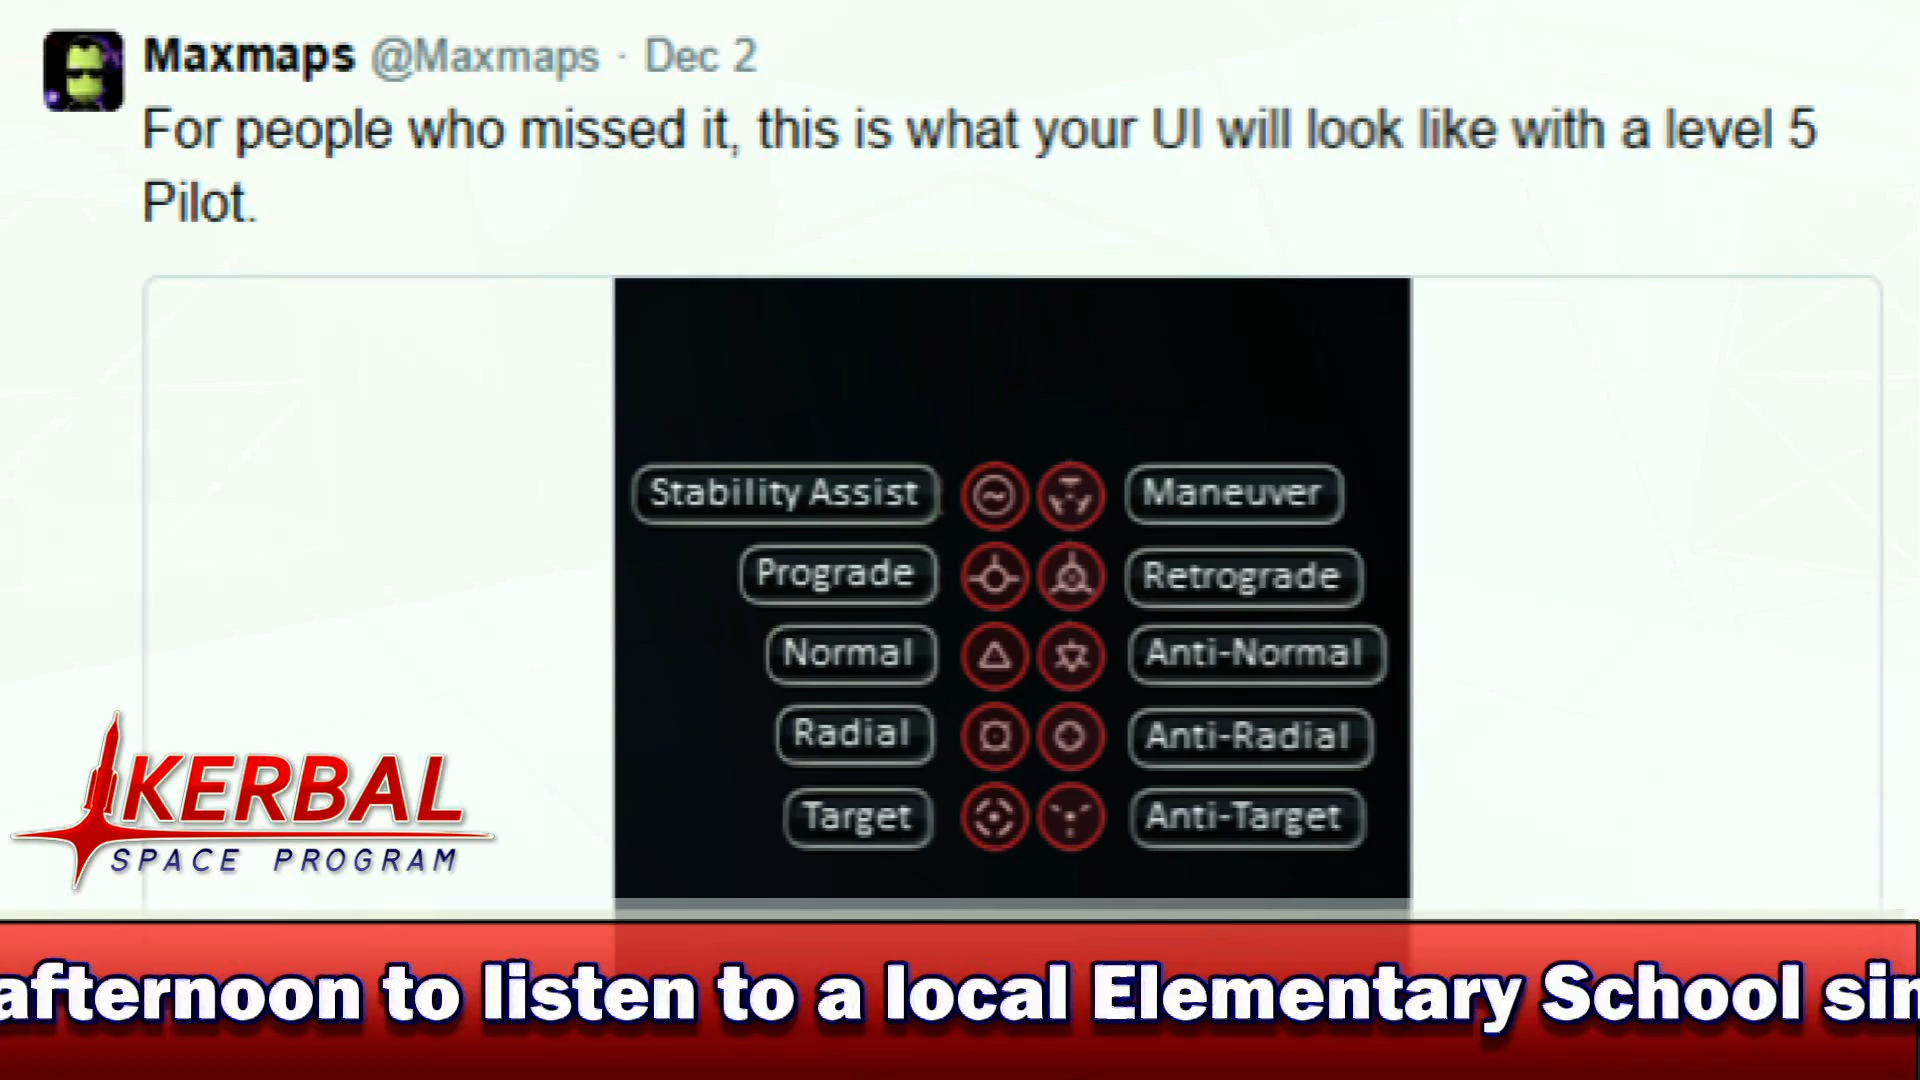 Maxmaps @Maxmaps · Dec 2
For people who missed it, this is what your UI will look like with a level 5
Pilot.
Stability Assist Maneuver
Prograde Retrograde
Normal Anti-Normal
Radial Anti-Radial
Target Anti-Target
KERBAL
SPACE PROGRAM
afternoon to listen to a local Elementary School